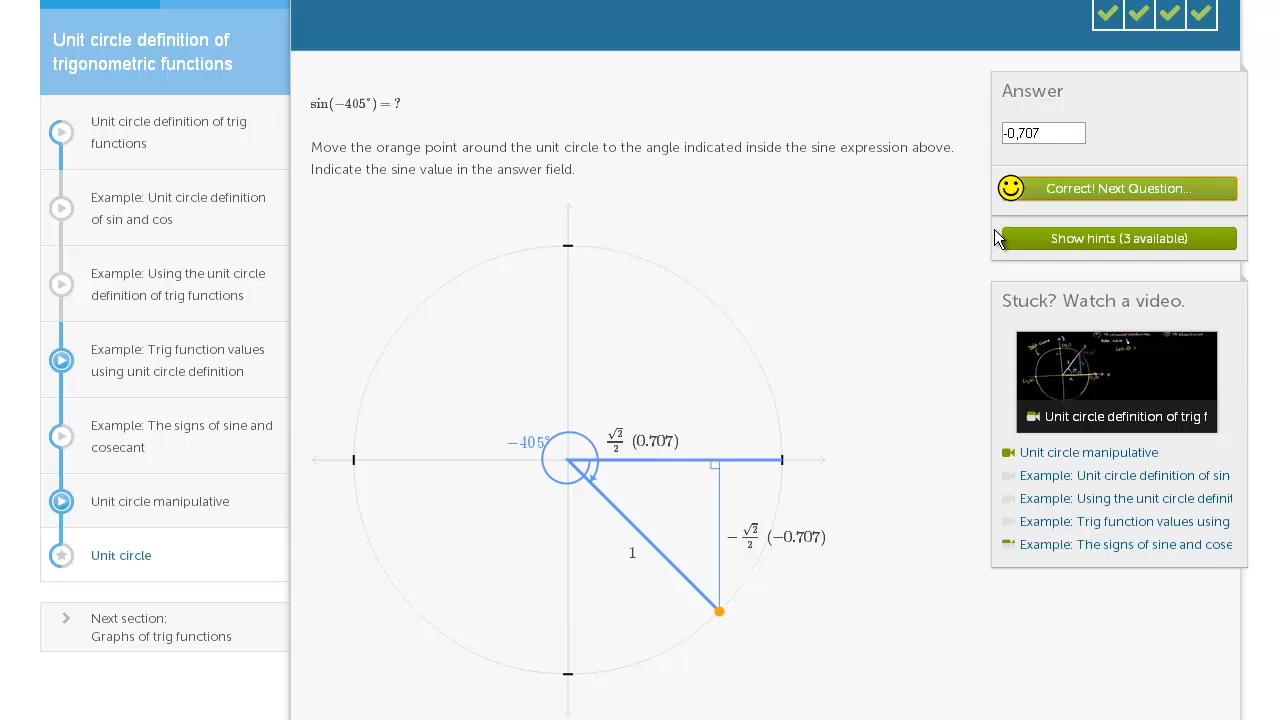 Unit circle definition of
trigonometric functions
Unit circle definition of trig
functions
Example: Unit circle definition
of sin and cos
Example: Using the unit circle
definition of trig functions
Example: Trig function values
using unit circle definition
Example: The signs of sine and
cosecant
Unit circle manipulative
Unit circle
Next section:
Graphs of trig functions
sin(−405°) = ?
Move the orange point around the unit circle to the angle indicated inside the sine expression above.
Indicate the sine value in the answer field.
−405°
√2/2 (0.707)
−√2/2 (−0.707)
1
Answer
-0,707
Correct! Next Question...
Show hints (3 available)
Stuck? Watch a video.
Unit circle definition of trig f
Unit circle manipulative
Example: Unit circle definition of sin
Example: Using the unit circle definit
Example: Trig function values using
Example: The signs of sine and cose